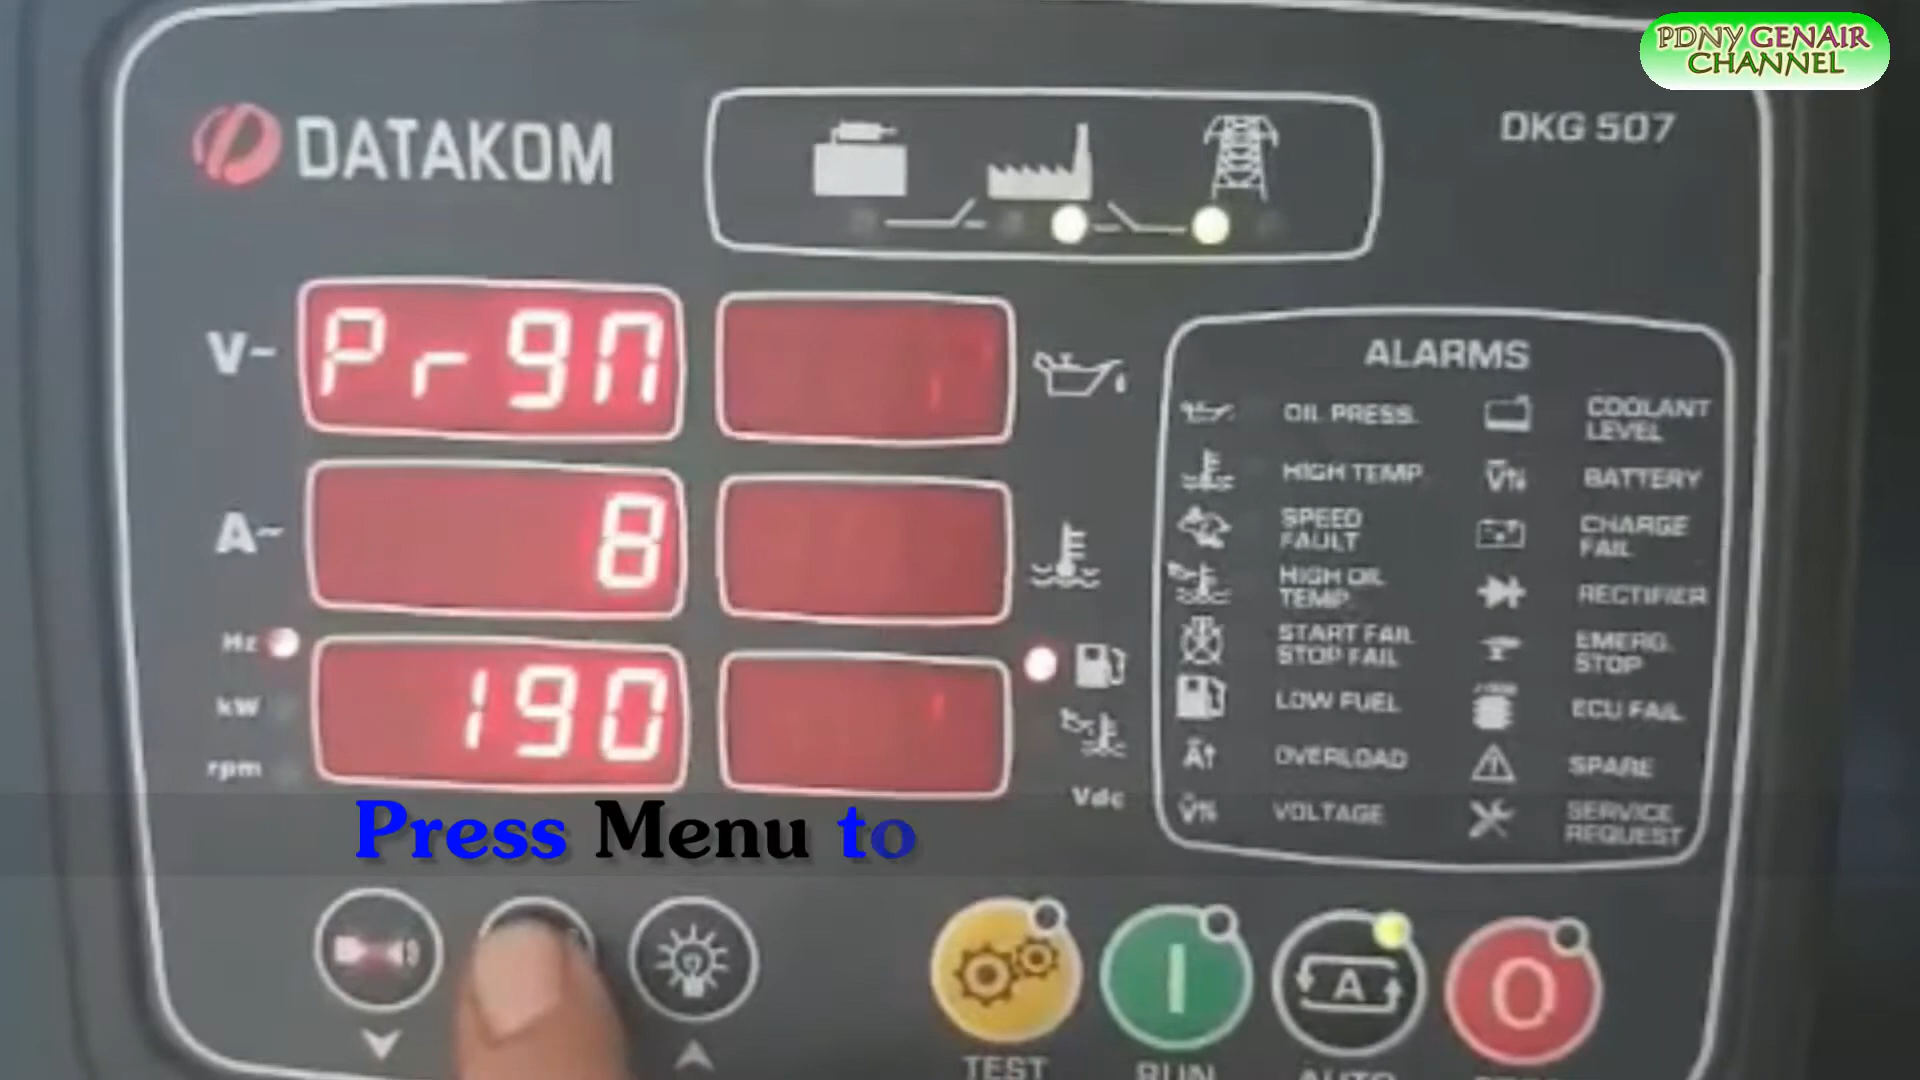 PDNY GENAIR
CHANNEL
DATAKOM
DKG 507
V~
PrgM
A~
8
Hz
kW
rpm
190
Vdc
ALARMS
OIL PRESS.
HIGH TEMP.
SPEED
FAULT
HIGH OIL
TEMP.
START FAIL
STOP FAIL
LOW FUEL
OVERLOAD
VOLTAGE
COOLANT
LEVEL
BATTERY
CHARGE
FAIL
RECTIFIER
EMERG.
STOP
ECU FAIL
SPARE
SERVICE
REQUEST
Press Menu to
I
A
O
TEST
RUN
AUTO